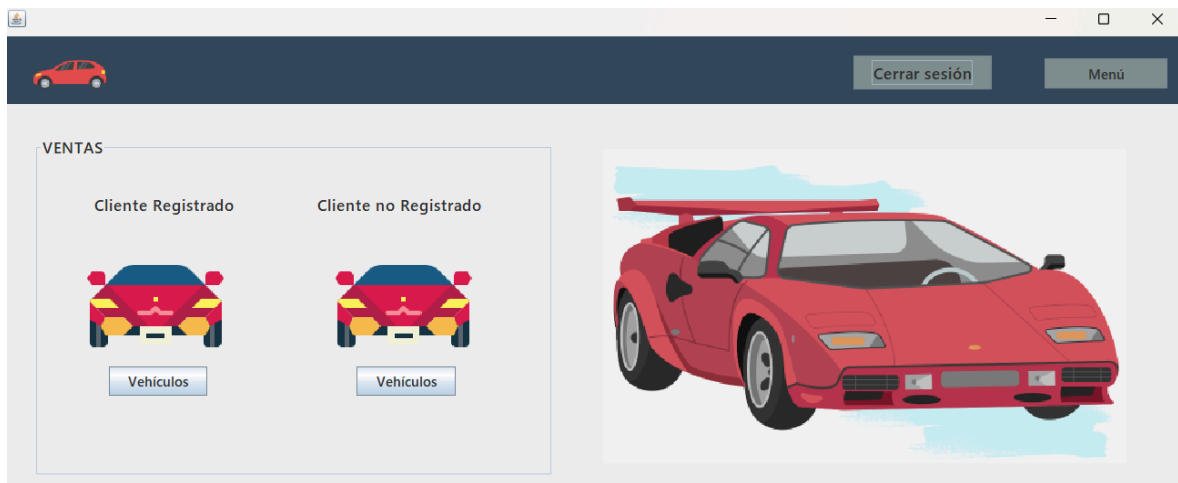 Cerrar sesión
Menú
VENTAS
Cliente Registrado
Cliente no Registrado
Vehículos
Vehículos